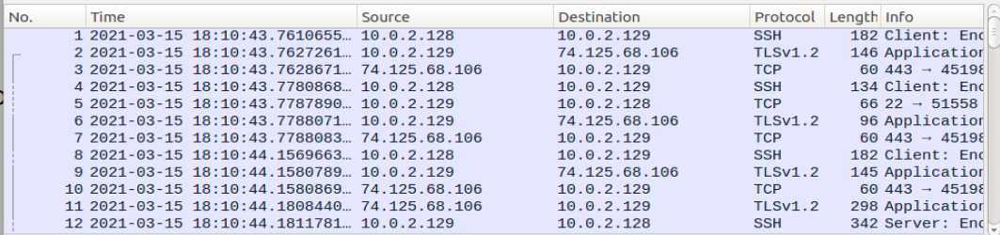 No. Time Source Destination Protocol Length Info
1 2021-03-15 18:10:43.7610655… 10.0.2.128 10.0.2.129 SSH 182 Client: Enc
2 2021-03-15 18:10:43.7627261… 10.0.2.129 74.125.68.106 TLSv1.2 146 Application
3 2021-03-15 18:10:43.7628671… 74.125.68.106 10.0.2.129 TCP 60 443 → 45198
4 2021-03-15 18:10:43.7780868… 10.0.2.128 10.0.2.129 SSH 134 Client: Enc
5 2021-03-15 18:10:43.7787890… 10.0.2.129 10.0.2.128 TCP 66 22 → 51558
6 2021-03-15 18:10:43.7788071… 10.0.2.129 74.125.68.106 TLSv1.2 96 Application
7 2021-03-15 18:10:43.7788083… 74.125.68.106 10.0.2.129 TCP 60 443 → 45198
8 2021-03-15 18:10:44.1569663… 10.0.2.128 10.0.2.129 SSH 182 Client: Enc
9 2021-03-15 18:10:44.1580789… 10.0.2.129 74.125.68.106 TLSv1.2 145 Application
10 2021-03-15 18:10:44.1580869… 74.125.68.106 10.0.2.129 TCP 60 443 → 45198
11 2021-03-15 18:10:44.1808440… 74.125.68.106 10.0.2.129 TLSv1.2 298 Application
12 2021-03-15 18:10:44.1811781… 10.0.2.129 10.0.2.128 SSH 342 Server: Enc